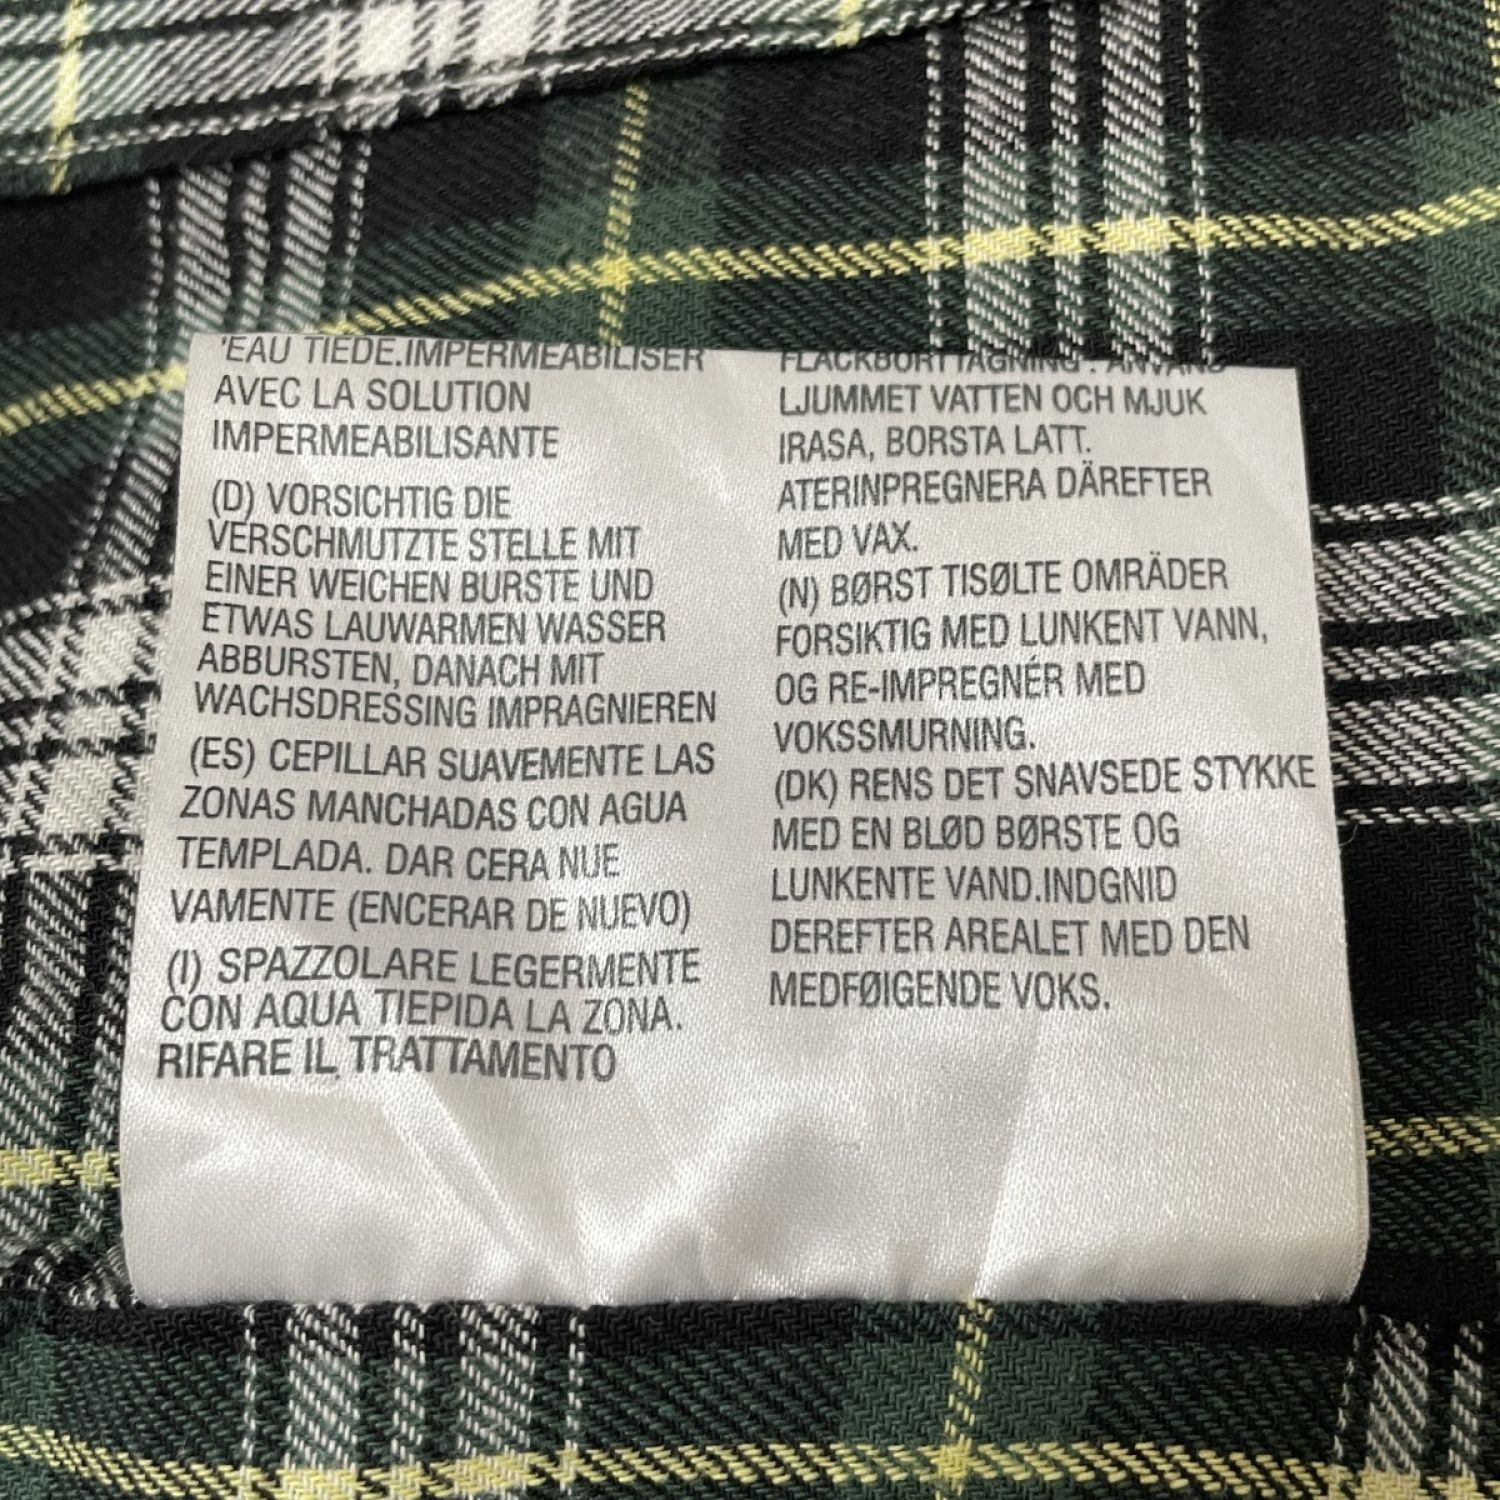 'EAU TIEDE.IMPERMEABILISER
AVEC LA SOLUTION
IMPERMEABILISANTE
(D) VORSICHTIG DIE
VERSCHMUTZTE STELLE MIT
EINER WEICHEN BURSTE UND
ETWAS LAUWARMEN WASSER
ABBURSTEN, DANACH MIT
WACHSDRESSING IMPRAGNIEREN
(ES) CEPILLAR SUAVEMENTE LAS
ZONAS MANCHADAS CON AGUA
TEMPLADA. DAR CERA NUE
VAMENTE (ENCERAR DE NUEVO)
(I) SPAZZOLARE LEGERMENTE
CON AQUA TIEPIDA LA ZONA.
RIFARE IL TRATTAMENTO
FLACKBORTTAGNING . ANVAND
LJUMMET VATTEN OCH MJUK
IRASA, BORSTA LATT.
ATERINPREGNERA DÄREFTER
MED VAX.
(N) BØRST TISØLTE OMRÄDER
FORSIKTIG MED LUNKENT VANN,
OG RE-IMPREGNÉR MED
VOKSSMURNING.
(DK) RENS DET SNAVSEDE STYKKE
MED EN BLØD BØRSTE OG
LUNKENTE VAND.INDGNID
DEREFTER AREALET MED DEN
MEDFØIGENDE VOKS.